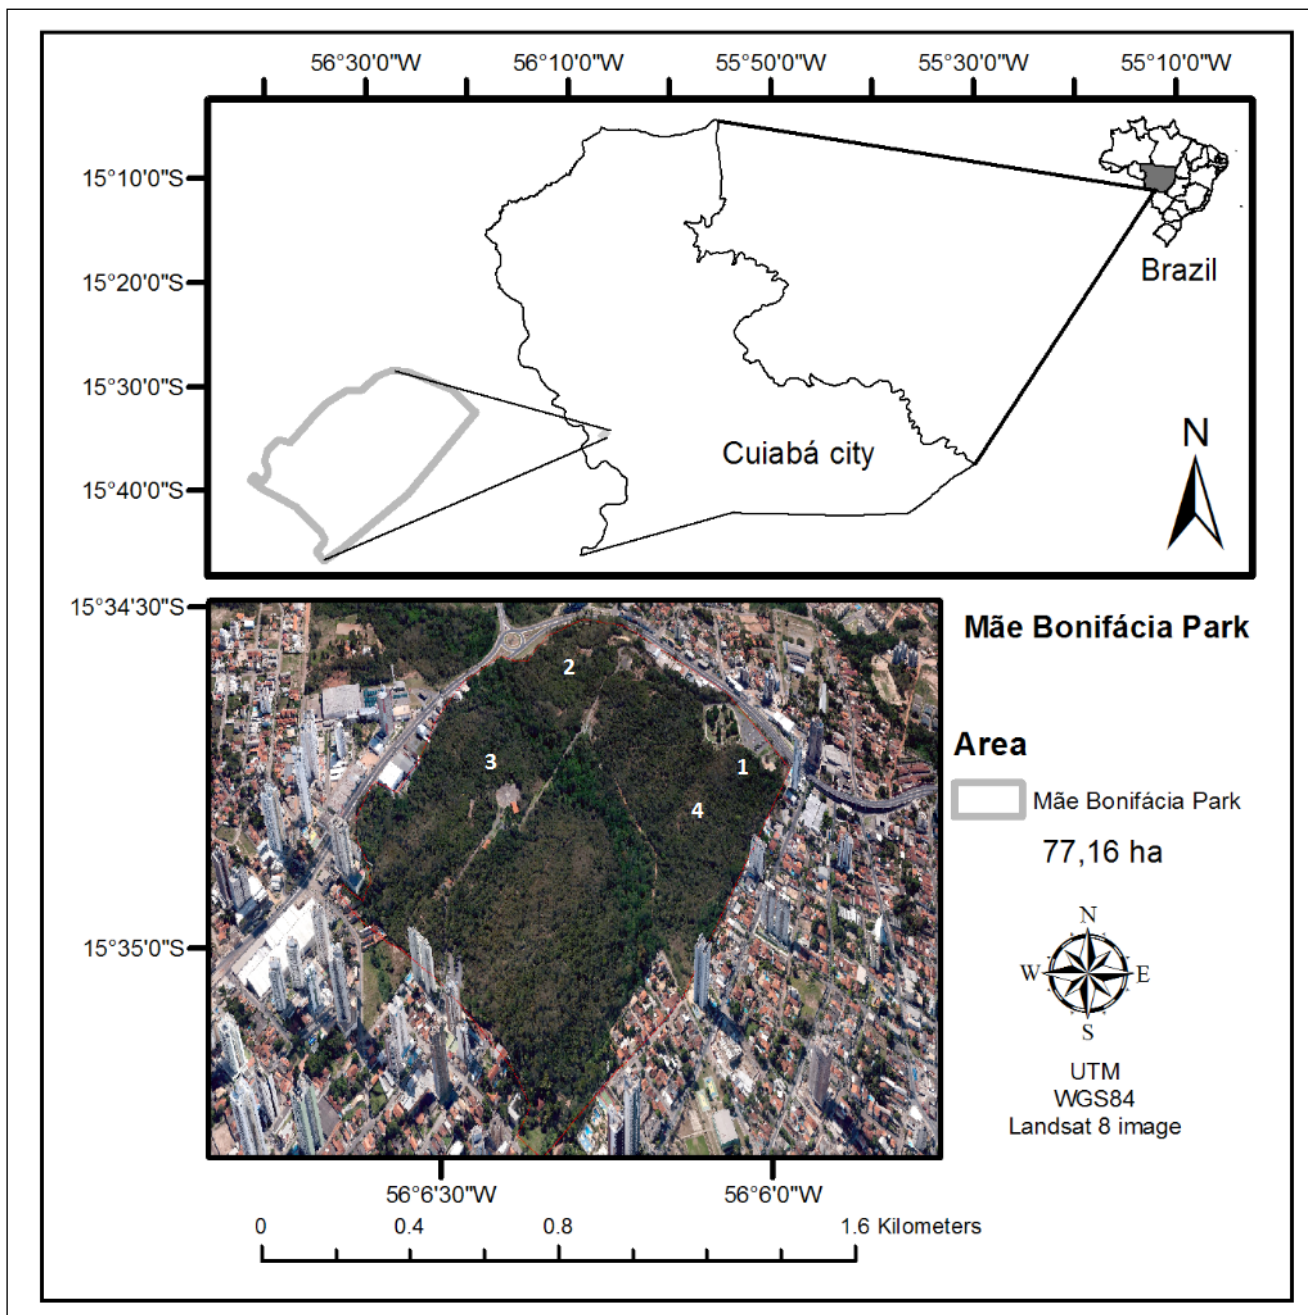 56°30'0"W 56°10'0"W 55°50'0"W 55°30'0"W 55°10'0"W
15°10'0"S
15°20'0"S
15°30'0"S
15°40'0"S
Brazil
Cuiabá city
N
15°34'30"S
15°35'0"S
2
3
1
4
56°6'30"W 56°6'0"W
0 0.4 0.8 1.6 Kilometers
Mãe Bonifácia Park
Area
Mãe Bonifácia Park
77,16 ha
N
W E
S
UTM
WGS84
Landsat 8 image